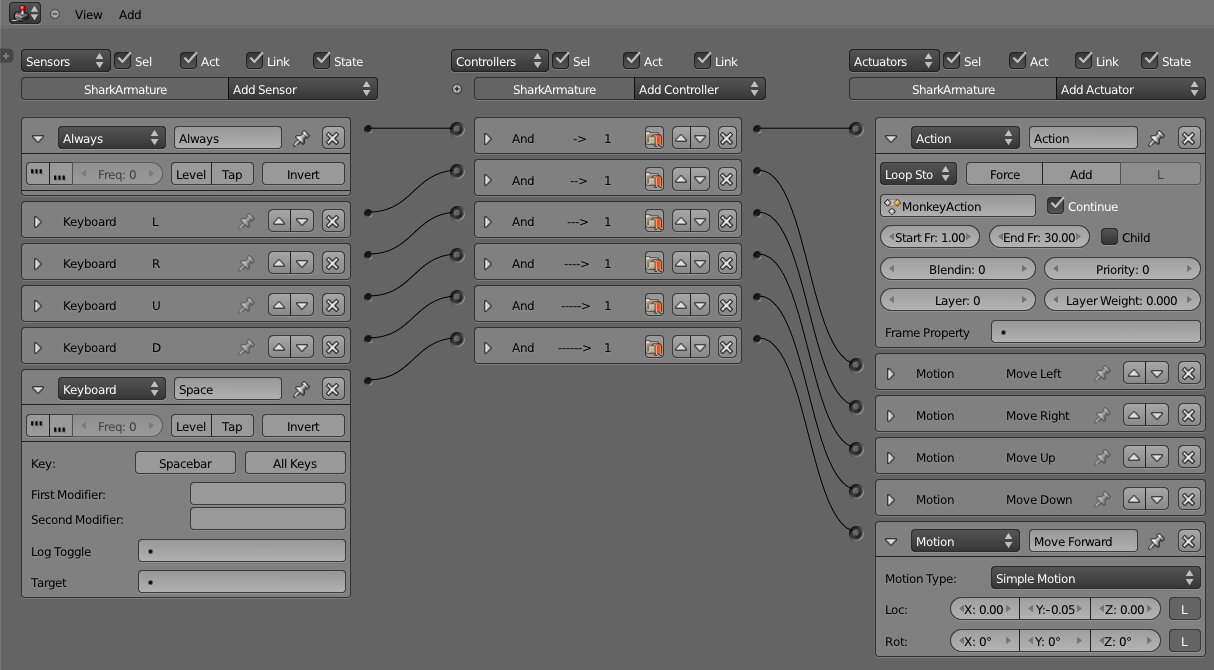 View Add
Sensors Sel Act Link State Controllers Sel Act Link Actuators Sel Act Link State
SharkArmature Add Sensor SharkArmature Add Controller SharkArmature Add Actuator
Always Always
Freq: 0 Level Tap Invert
Keyboard L
Keyboard R
Keyboard U
Keyboard D
Keyboard Space
Freq: 0 Level Tap Invert
Key: Spacebar All Keys
First Modifier:
Second Modifier:
Log Toggle
Target
And -> 1
And --> 1
And ---> 1
And ----> 1
And -----> 1
And ------> 1
Action Action
Loop Sto Force Add L
MonkeyAction Continue
Start Fr: 1.00 End Fr: 30.00 Child
Blendin: 0 Priority: 0
Layer: 0 Layer Weight: 0.000
Frame Property
Motion Move Left
Motion Move Right
Motion Move Up
Motion Move Down
Motion Move Forward
Motion Type: Simple Motion
Loc: X: 0.00 Y:-0.05 Z: 0.00 L
Rot: X: 0° Y: 0° Z: 0° L